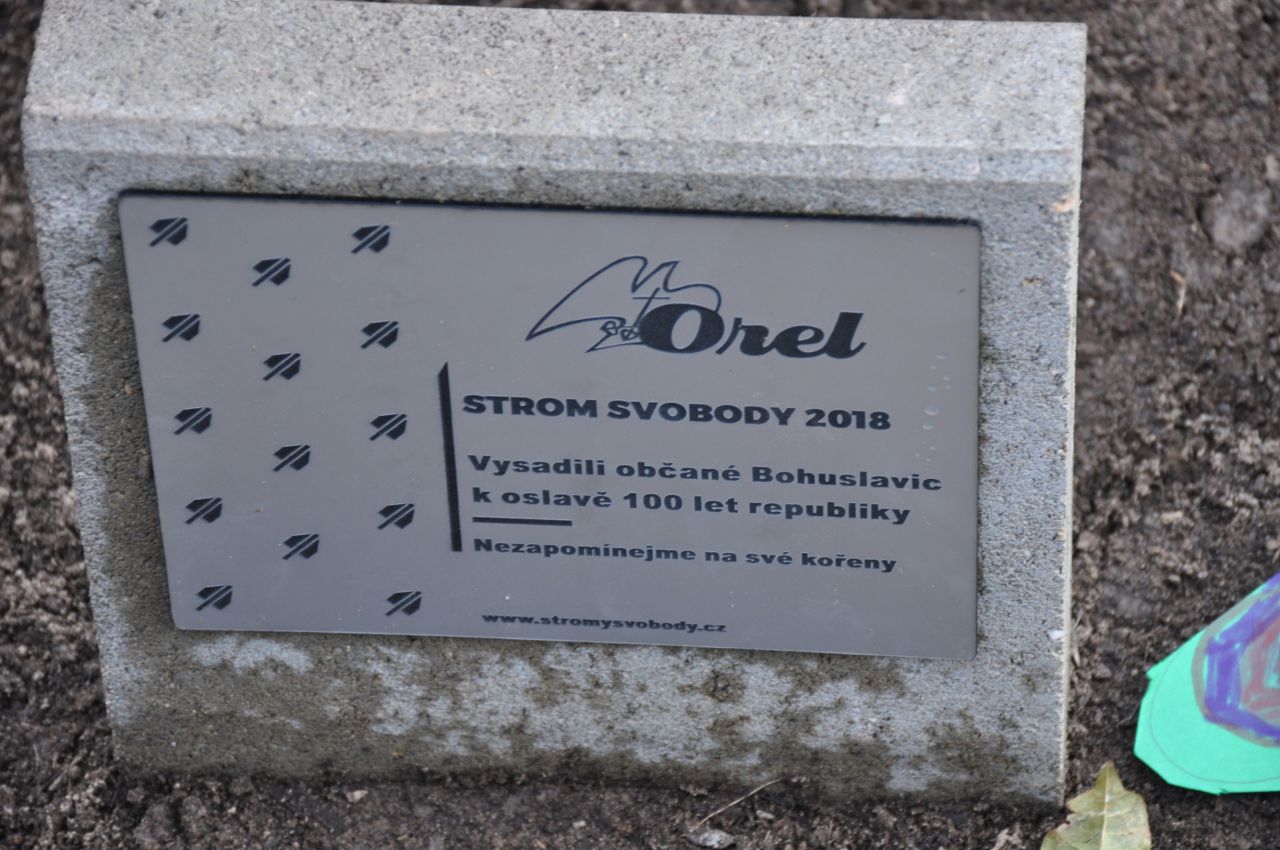 Orel
STROM SVOBODY 2018
Vysadili občané Bohuslavic
k oslavě 100 let republiky
Nezapomínejme na své kořeny
www.stromysvobody.cz